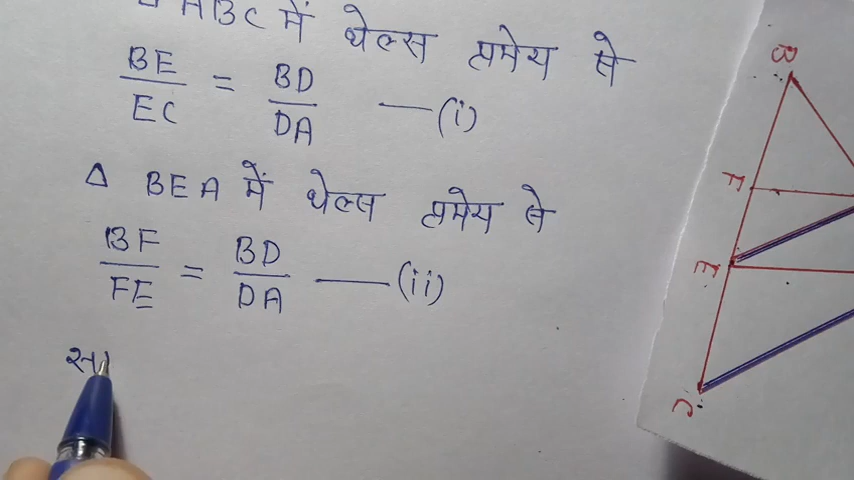 Δ ABC में थेल्स प्रमेय से
BE/EC = BD/DA —(i)
Δ BEA में थेल्स प्रमेय से
BF/FE = BD/DA —(ii)
B
F
E
C